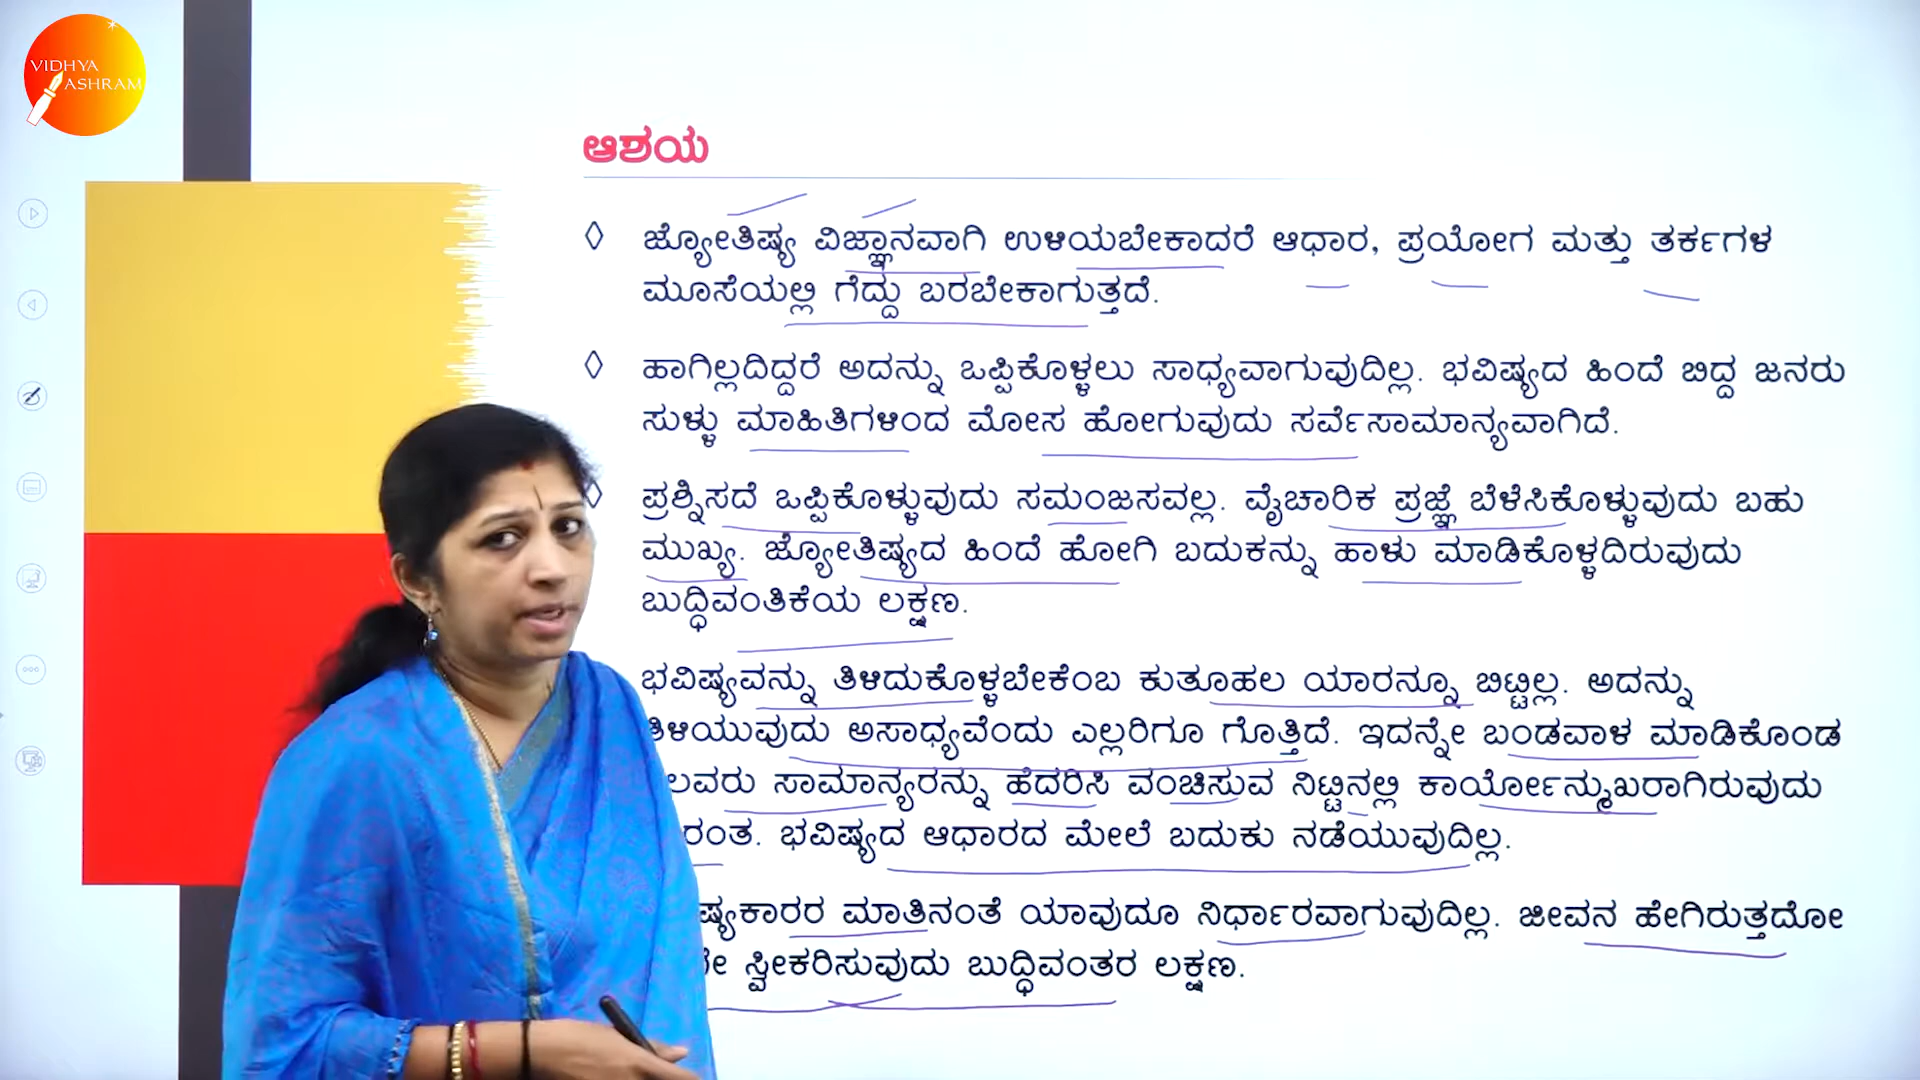 VIDHYA
ASHRAM
ಆಶಯ
ಜ್ಯೋತಿಷ್ಯ ವಿಜ್ಞಾನವಾಗಿ ಉಳಿಯಬೇಕಾದರೆ ಆಧಾರ, ಪ್ರಯೋಗ ಮತ್ತು ತರ್ಕಗಳ
ಮೂಸೆಯಲ್ಲಿ ಗೆದ್ದು ಬರಬೇಕಾಗುತ್ತದೆ.
ಹಾಗಿಲ್ಲದಿದ್ದರೆ ಅದನ್ನು ಒಪ್ಪಿಕೊಳ್ಳಲು ಸಾಧ್ಯವಾಗುವುದಿಲ್ಲ. ಭವಿಷ್ಯದ ಹಿಂದೆ ಬಿದ್ದ ಜನರು
ಸುಳ್ಳು ಮಾಹಿತಿಗಳಿಂದ ಮೋಸ ಹೋಗುವುದು ಸರ್ವೆಸಾಮಾನ್ಯವಾಗಿದೆ.
ಪ್ರಶ್ನಿಸದೆ ಒಪ್ಪಿಕೊಳ್ಳುವುದು ಸಮಂಜಸವಲ್ಲ. ವೈಚಾರಿಕ ಪ್ರಜ್ಞೆ ಬೆಳೆಸಿಕೊಳ್ಳುವುದು ಬಹು
ಮುಖ್ಯ. ಜ್ಯೋತಿಷ್ಯದ ಹಿಂದೆ ಹೋಗಿ ಬದುಕನ್ನು ಹಾಳು ಮಾಡಿಕೊಳ್ಳದಿರುವುದು
ಬುದ್ಧಿವಂತಿಕೆಯ ಲಕ್ಷಣ.
ಭವಿಷ್ಯವನ್ನು ತಿಳಿದುಕೊಳ್ಳಬೇಕೆಂಬ ಕುತೂಹಲ ಯಾರನ್ನೂ ಬಿಟ್ಟಿಲ್ಲ. ಅದನ್ನು
ತಿಳಿಯುವುದು ಅಸಾಧ್ಯವೆಂದು ಎಲ್ಲರಿಗೂ ಗೊತ್ತಿದೆ. ಇದನ್ನೇ ಬಂಡವಾಳ ಮಾಡಿಕೊಂಡ
ಲವರು ಸಾಮಾನ್ಯರನ್ನು ಹೆದರಿಸಿ ವಂಚಿಸುವ ನಿಟ್ಟಿನಲ್ಲಿ ಕಾರ್ಯೋನ್ಮುಖರಾಗಿರುವುದು
ರಂತ. ಭವಿಷ್ಯದ ಆಧಾರದ ಮೇಲೆ ಬದುಕು ನಡೆಯುವುದಿಲ್ಲ.
ಷ್ಯಕಾರರ ಮಾತಿನಂತೆ ಯಾವುದೂ ನಿರ್ಧಾರವಾಗುವುದಿಲ್ಲ. ಜೀವನ ಹೇಗಿರುತ್ತದೋ
ಸ್ವೀಕರಿಸುವುದು ಬುದ್ಧಿವಂತರ ಲಕ್ಷಣ.